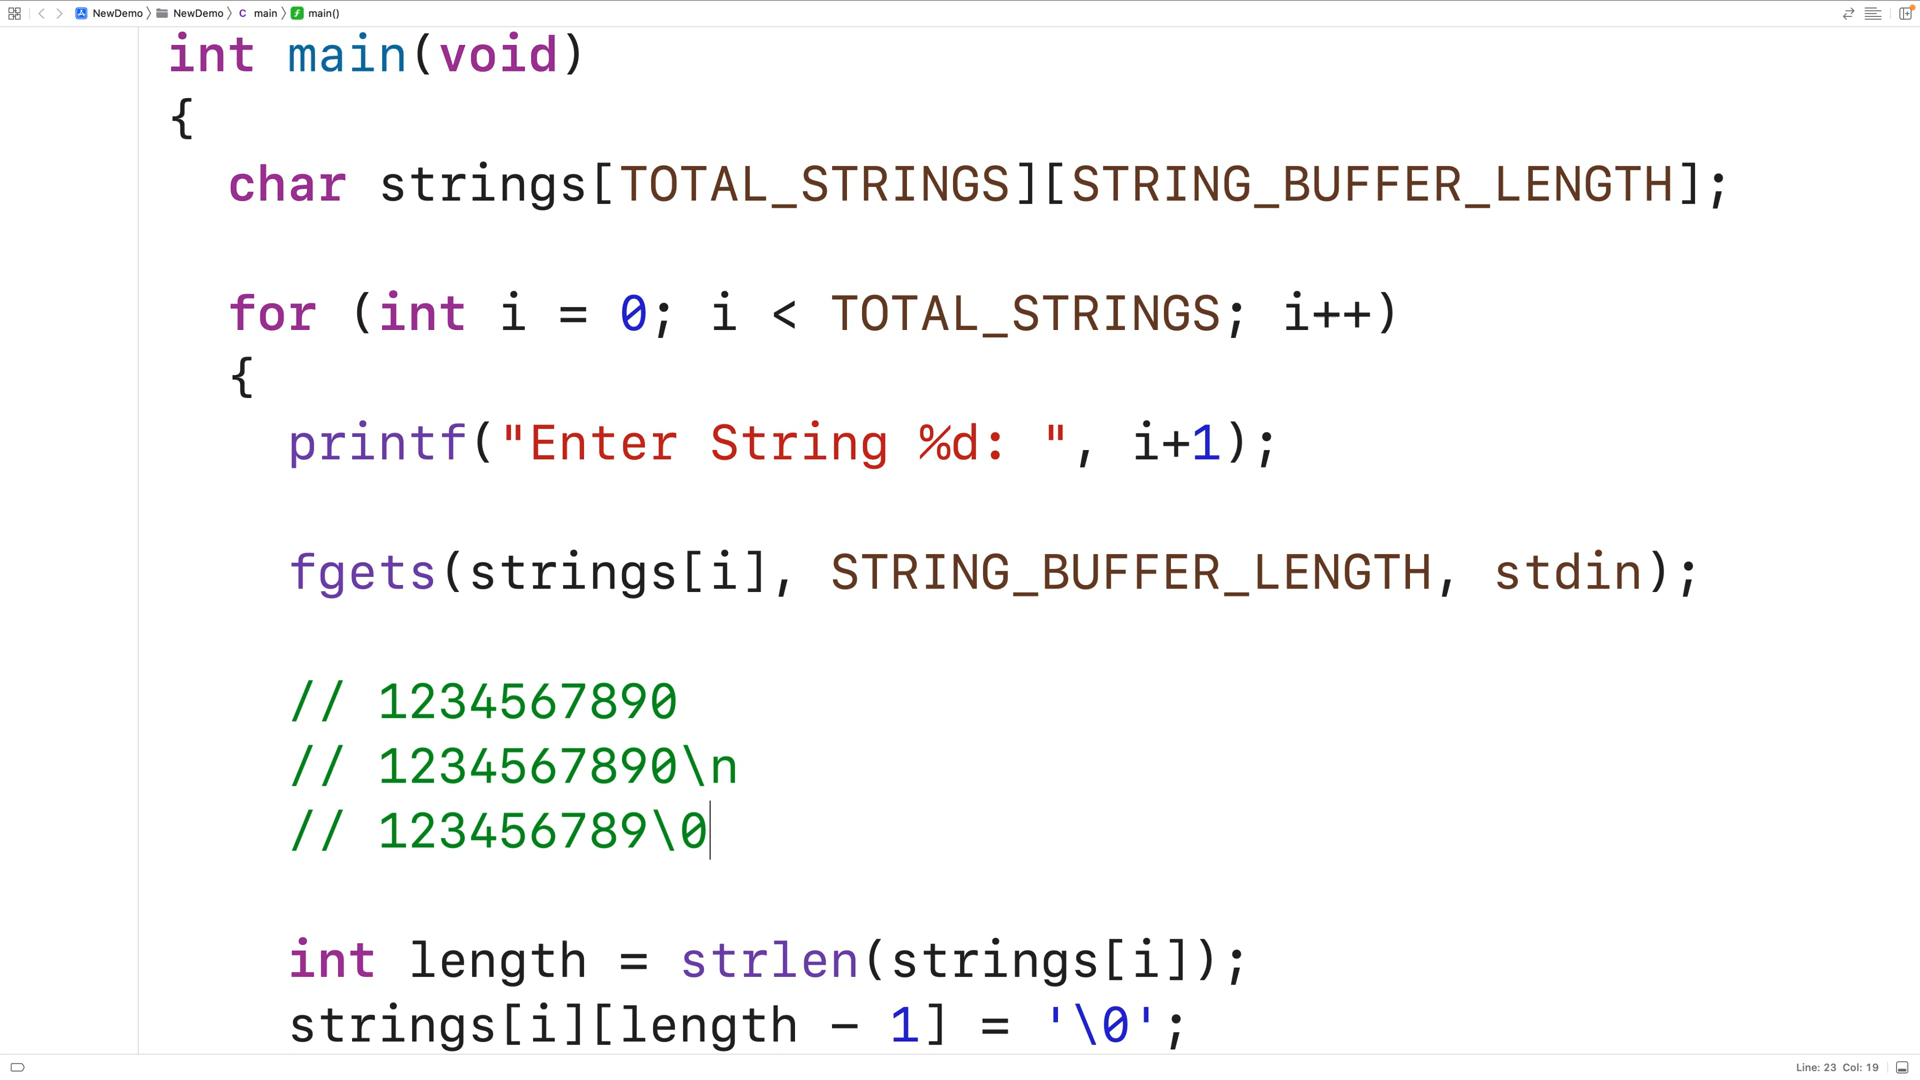 NewDemo NewDemo C main f main()
int main(void)
{
char strings[TOTAL_STRINGS][STRING_BUFFER_LENGTH];
for (int i = 0; i < TOTAL_STRINGS; i++)
{
printf("Enter String %d: ", i+1);
fgets(strings[i], STRING_BUFFER_LENGTH, stdin);
// 1234567890
// 1234567890\n
// 123456789\0
int length = strlen(strings[i]);
strings[i][length - 1] = '\0';
Line: 23 Col: 19